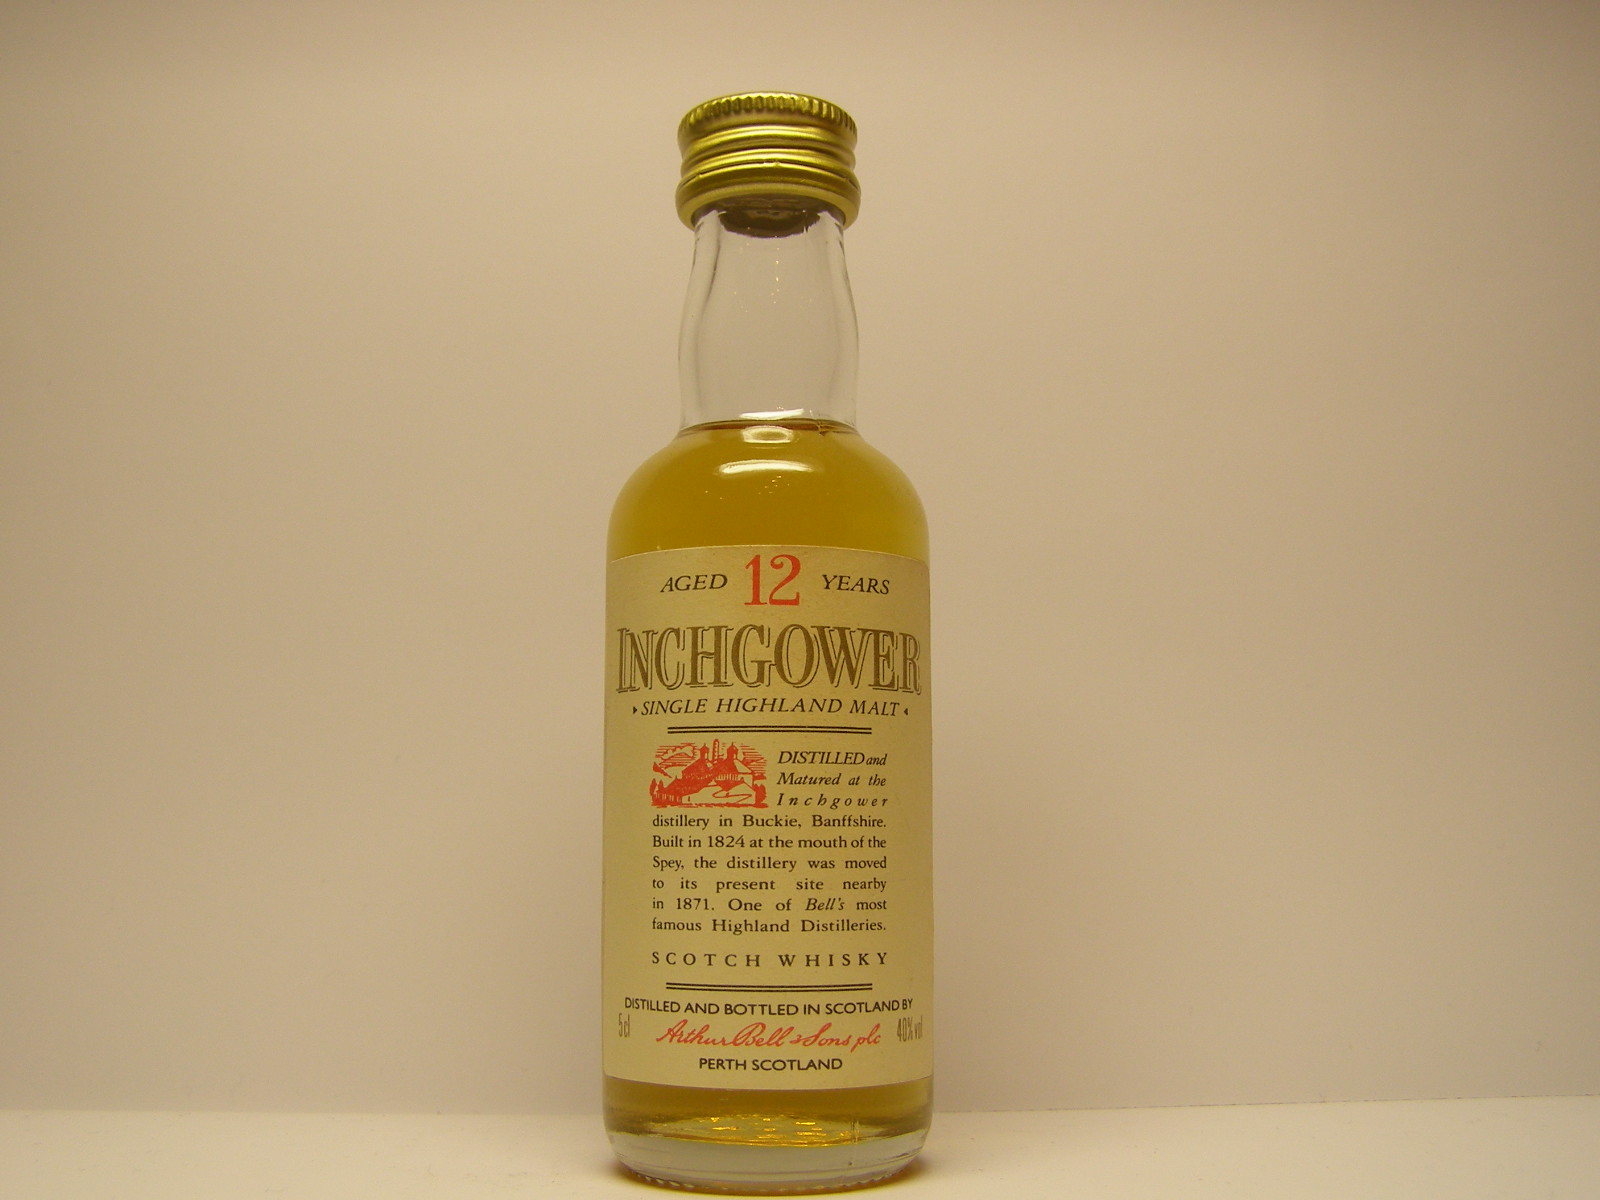 AGED 12 YEARS
INCHGOWER
SINGLE HIGHLAND MALT
DISTILLED and
Matured at the
Inchgower
distillery in Buckie, Banffshire.
Built in 1824 at the mouth of the
Spey, the distillery was moved
to its present site nearby
in 1871. One of Bell's most
famous Highland Distilleries.
SCOTCH WHISKY
DISTILLED AND BOTTLED IN SCOTLAND BY
5cl Arthur Bell & Sons plc 40% vol
PERTH SCOTLAND